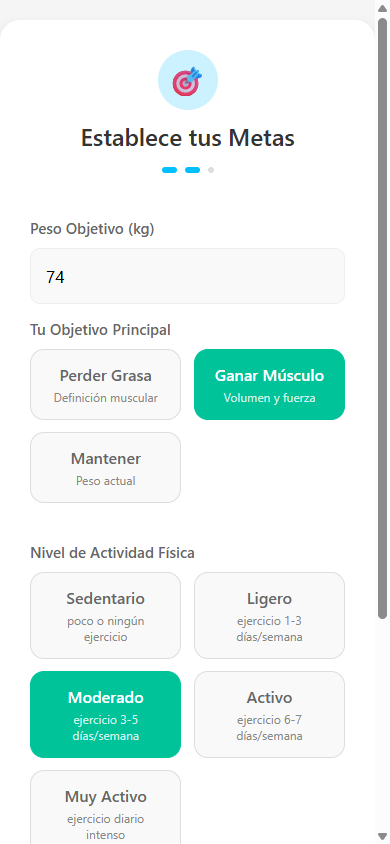 Establece tus Metas
Peso Objetivo (kg)
74
Tu Objetivo Principal
Perder Grasa
Definición muscular
Ganar Músculo
Volumen y fuerza
Mantener
Peso actual
Nivel de Actividad Física
Sedentario
poco o ningún
ejercicio
Ligero
ejercicio 1-3
días/semana
Moderado
ejercicio 3-5
días/semana
Activo
ejercicio 6-7
días/semana
Muy Activo
ejercicio diario
intenso